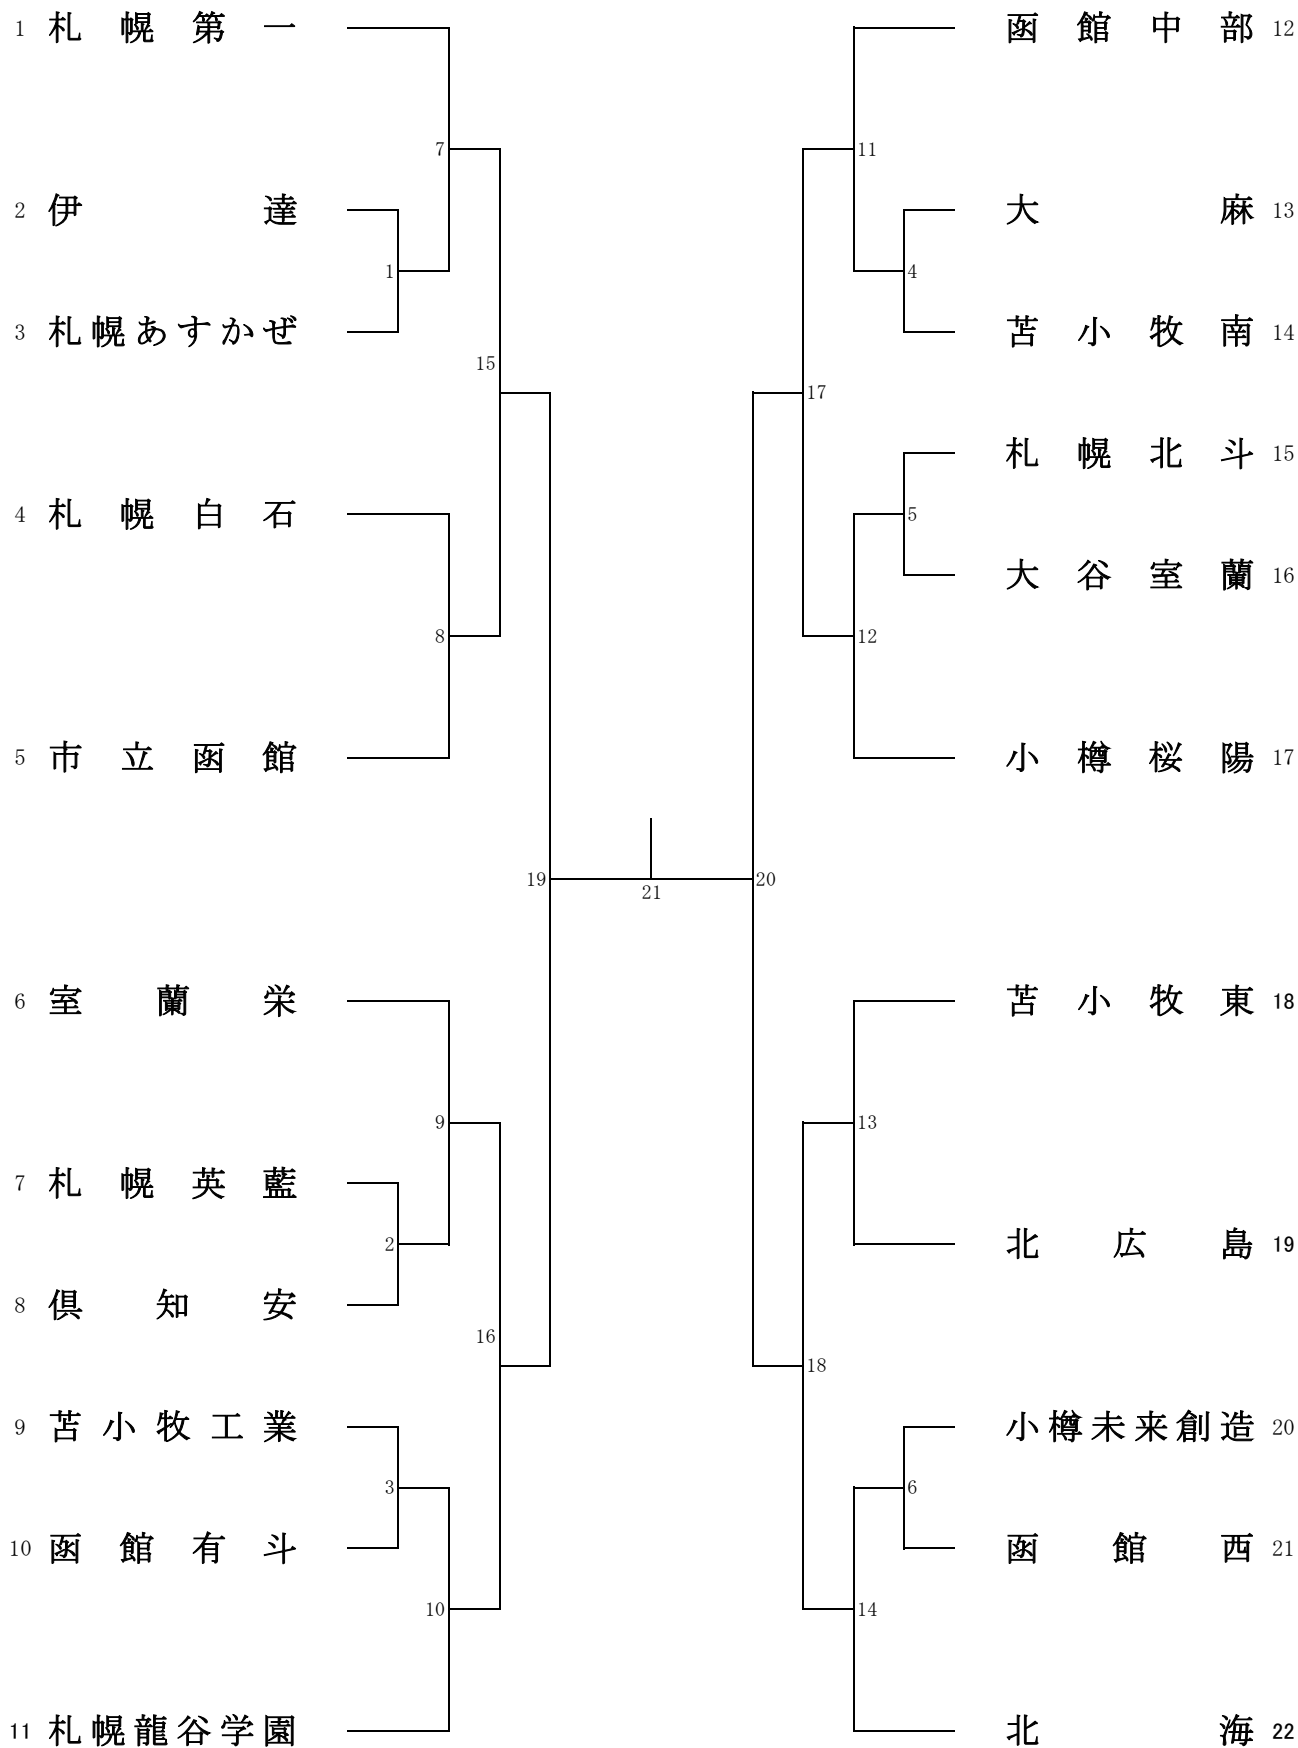 1 札幌第一
7
2 伊達
1
3 札幌あすかぜ
15
4 札幌白石
8
5 市立函館
19
6 室蘭栄
9
7 札幌英藍
2
8 倶知安
16
9 苫小牧工業
3
10 函館有斗
10
11 札幌龍谷学園
21
函館中部 12
11
大麻 13
4
苫小牧南 14
17
札幌北斗 15
5
大谷室蘭 16
12
小樽桜陽 17
20
苫小牧東 18
13
北広島 19
18
小樽未来創造 20
6
函館西 21
14
北海 22